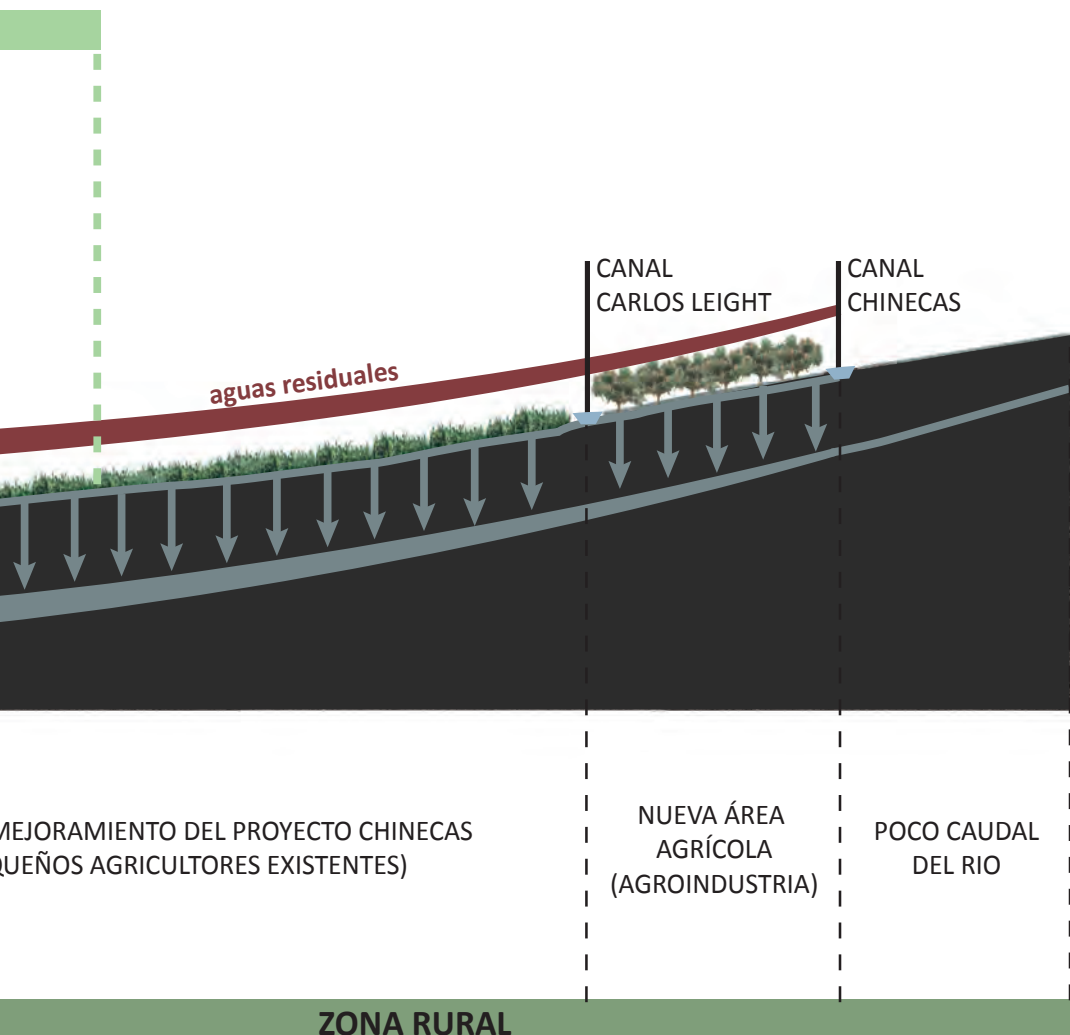 CANAL
CARLOS LEIGHT
CANAL
CHINECAS
aguas residuales
MEJORAMIENTO DEL PROYECTO CHINECAS
QUEÑOS AGRICULTORES EXISTENTES)
NUEVA ÁREA
AGRÍCOLA
(AGROINDUSTRIA)
POCO CAUDAL
DEL RIO
ZONA RURAL